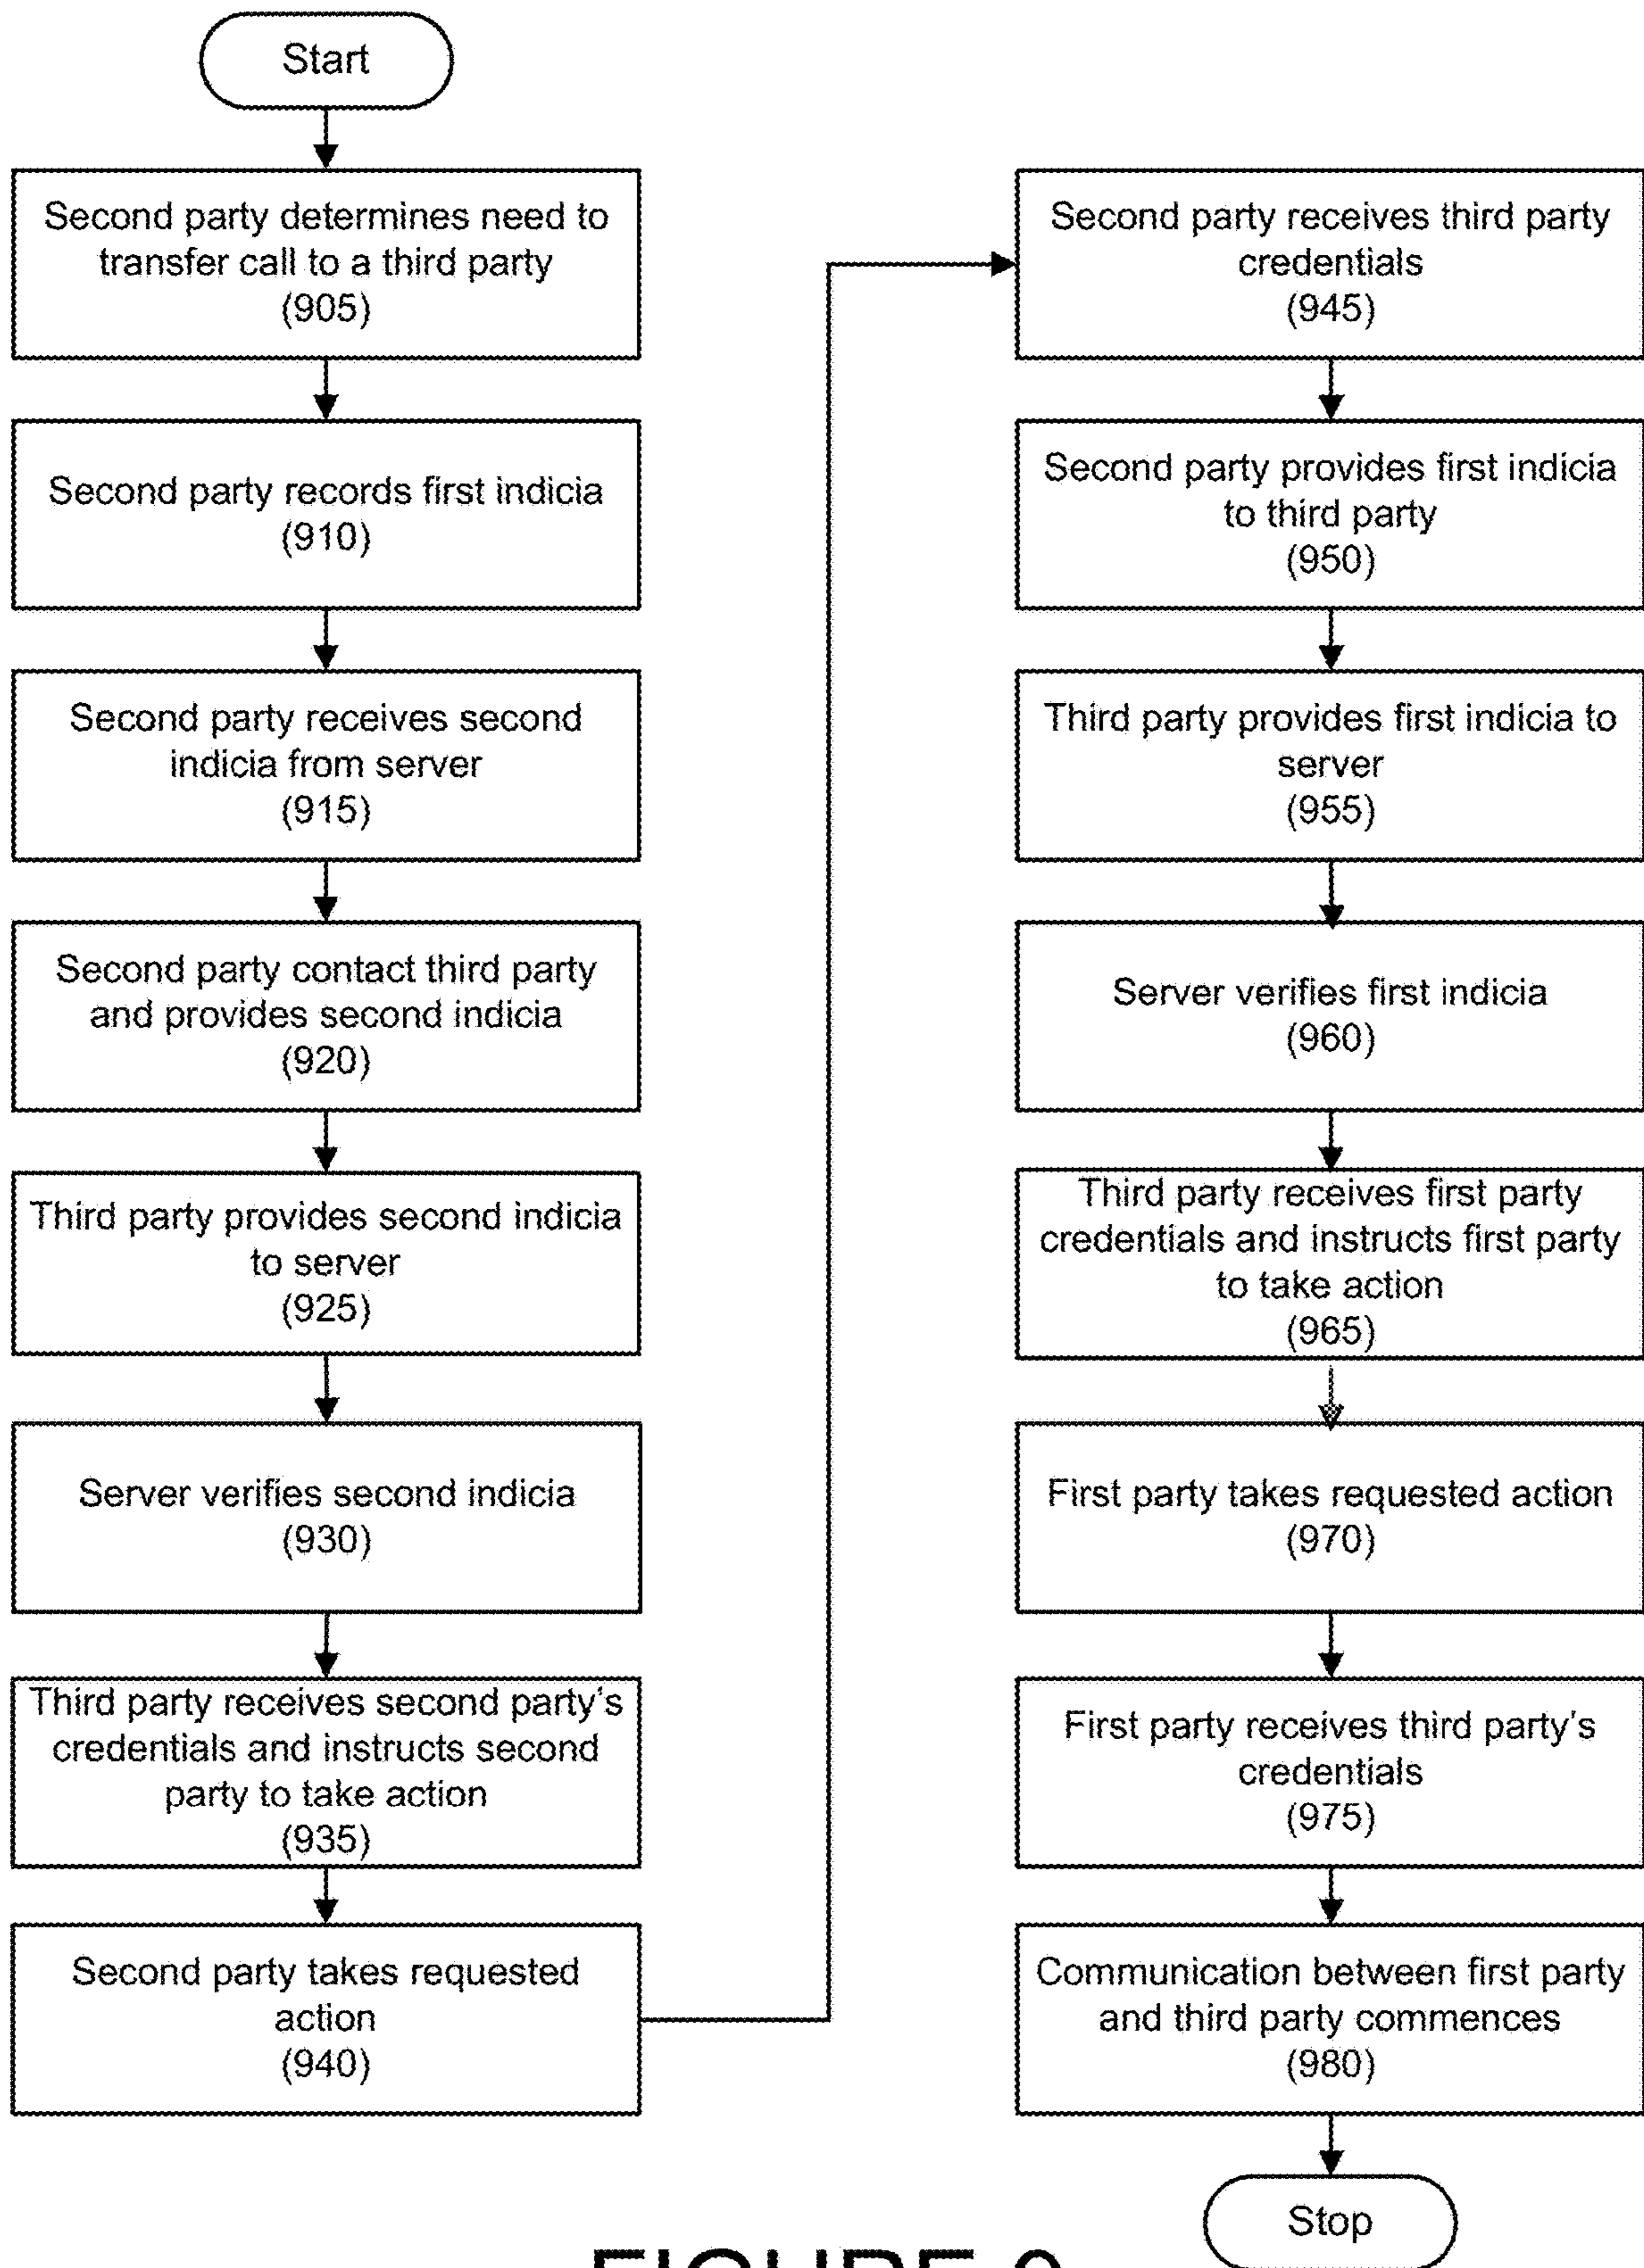 Start
Second party determines need to
transfer call to a third party
(905)
Second party records first indicia
(910)
Second party receives second
indicia from server
(915)
Second party contact third party
and provides second indicia
(920)
Third party provides second indicia
to server
(925)
Server verifies second indicia
(930)
Third party receives second party's
credentials and instructs second
party to take action
(935)
Second party takes requested
action
(940)
Second party receives third party
credentials
(945)
Second party provides first indicia
to third party
(950)
Third party provides first indicia to
server
(955)
Server verifies first indicia
(960)
Third party receives first party
credentials and instructs first party
to take action
(965)
First party takes requested action
(970)
First party receives third party's
credentials
(975)
Communication between first party
and third party commences
(980)
Stop
FIGURE